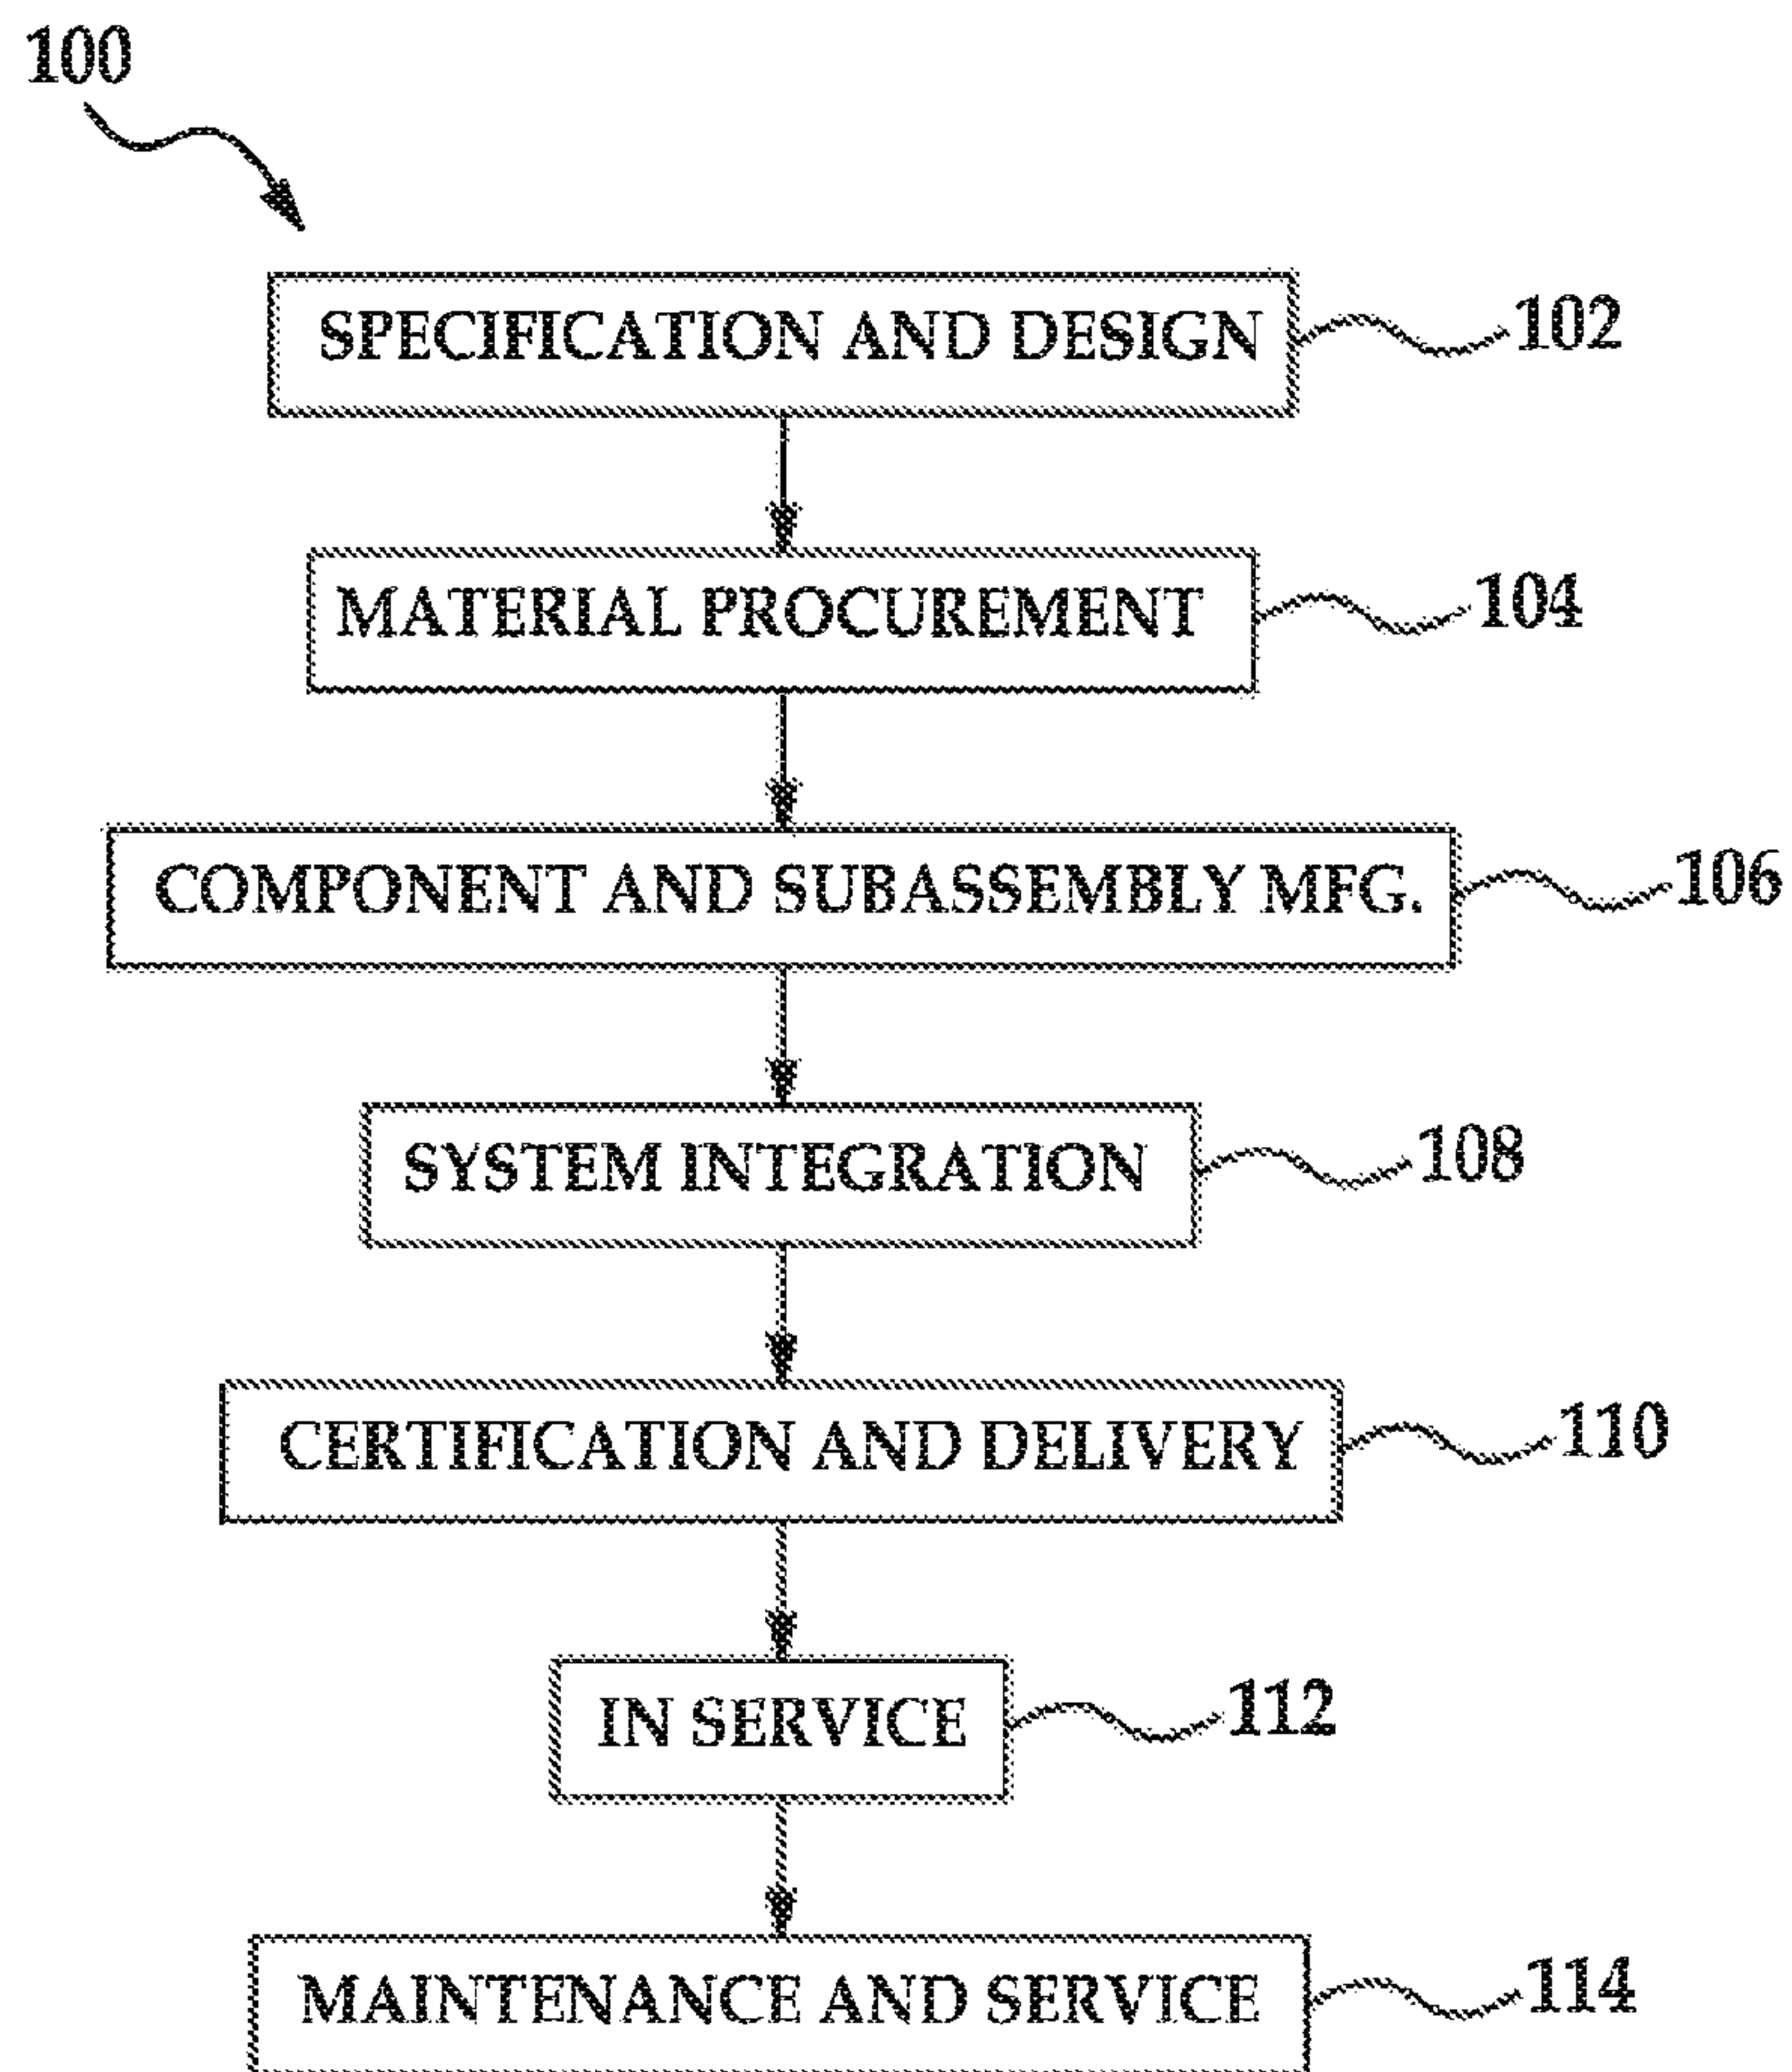 100
SPECIFICATION AND DESIGN 102
MATERIAL PROCUREMENT 104
COMPONENT AND SUBASSEMBLY MFG. 106
SYSTEM INTEGRATION 108
CERTIFICATION AND DELIVERY 110
IN SERVICE 112
MAINTENANCE AND SERVICE 114